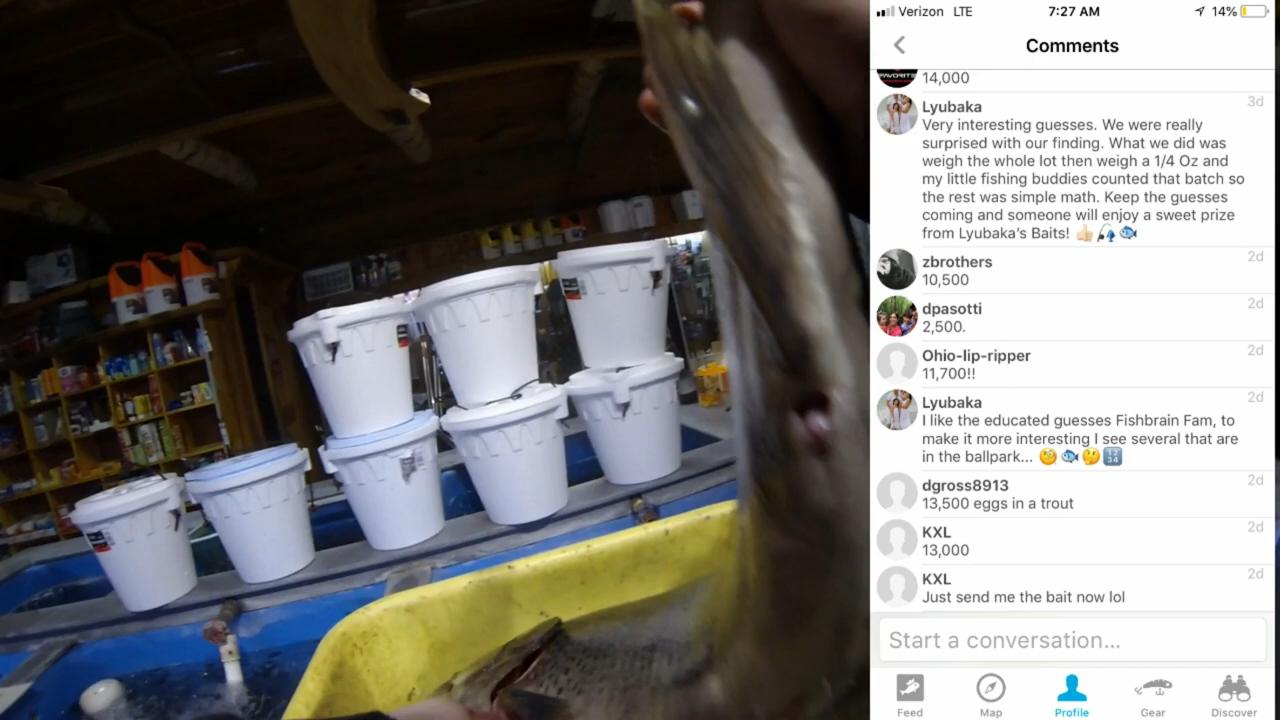 Verizon LTE 7:27 AM 14%
Comments
FAVORITE
14,000
Lyubaka 3d
Very interesting guesses. We were really
surprised with our finding. What we did was
weigh the whole lot then weigh a 1/4 Oz and
my little fishing buddies counted that batch so
the rest was simple math. Keep the guesses
coming and someone will enjoy a sweet prize
from Lyubaka's Baits! 👍🏻🎣🐟
zbrothers 2d
10,500
dpasotti 2d
2,500.
Ohio-lip-ripper 2d
11,700!!
Lyubaka 2d
I like the educated guesses Fishbrain Fam, to
make it more interesting I see several that are
in the ballpark... 🧐🐟🤔🔢
dgross8913 2d
13,500 eggs in a trout
KXL 2d
13,000
KXL 2d
Just send me the bait now lol
Start a conversation...
Feed Map Profile Gear Discover